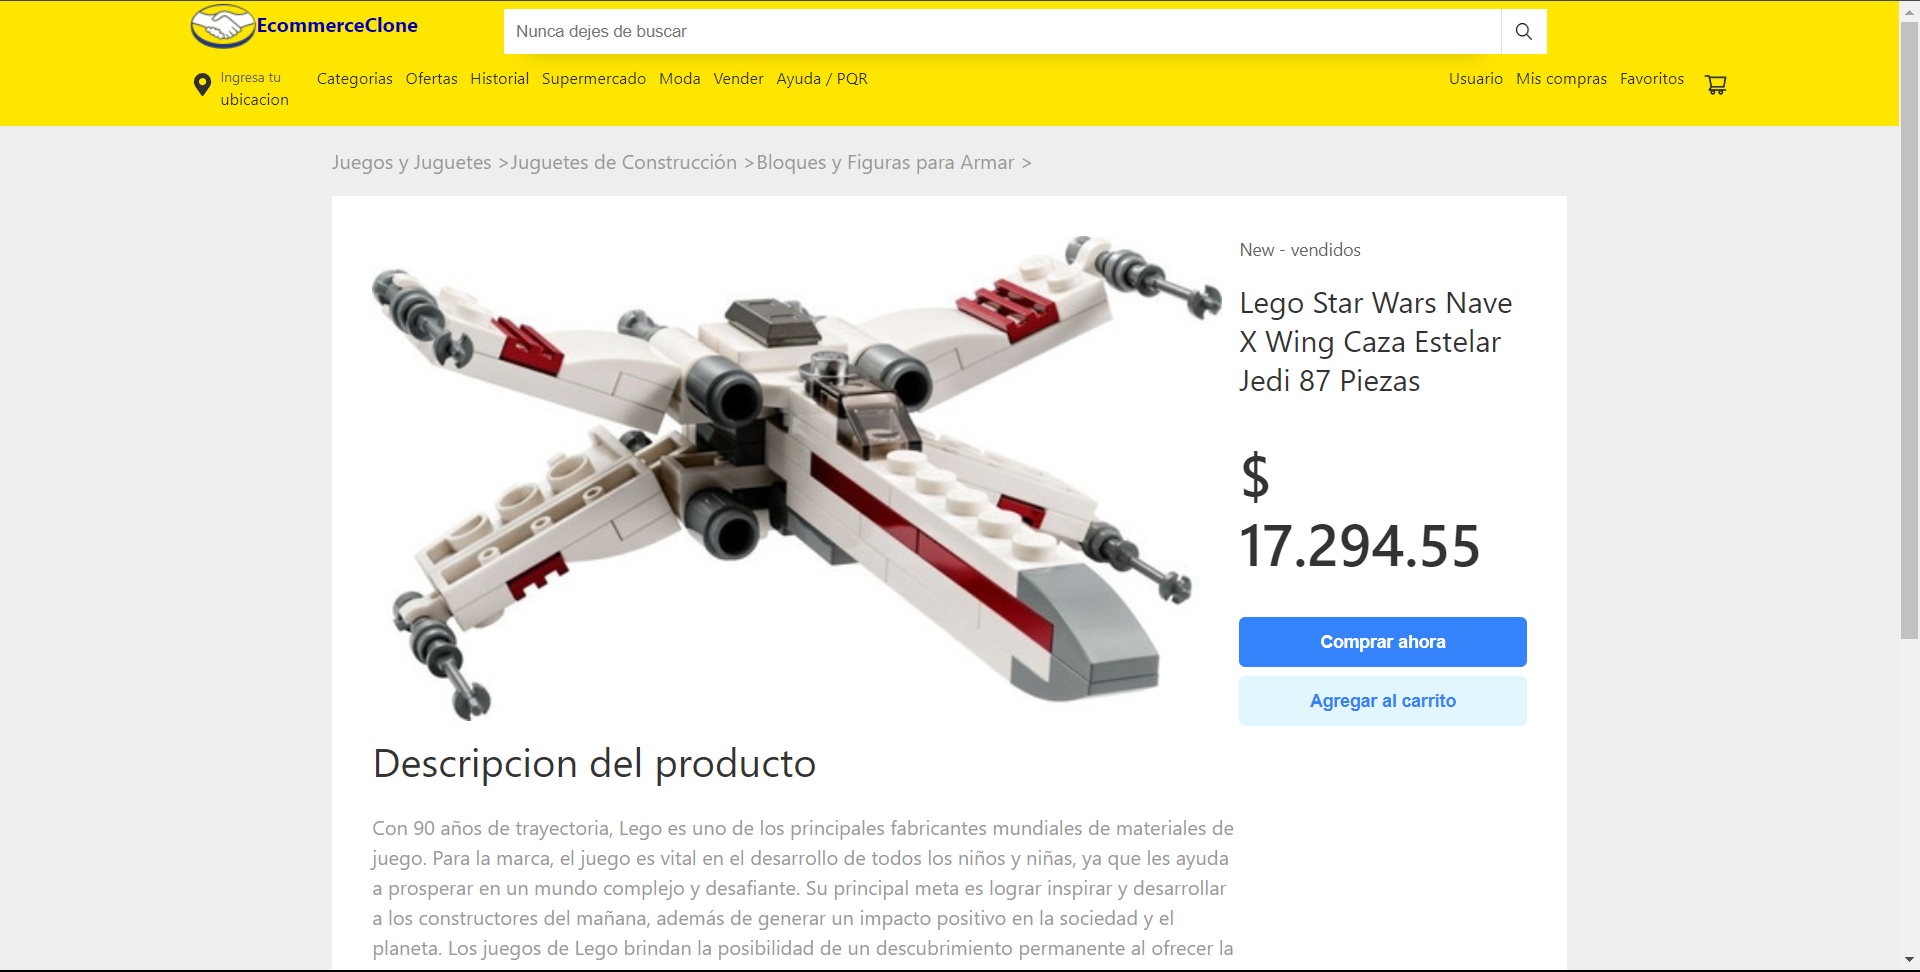 EcommerceClone
Nunca dejes de buscar
Ingresa tu
ubicacion
Categorias Ofertas Historial Supermercado Moda Vender Ayuda / PQR
Usuario Mis compras Favoritos
Juegos y Juguetes >Juguetes de Construcción >Bloques y Figuras para Armar >
New - vendidos
Lego Star Wars Nave
X Wing Caza Estelar
Jedi 87 Piezas
$
17.294.55
Comprar ahora
Agregar al carrito
Descripcion del producto
Con 90 años de trayectoria, Lego es uno de los principales fabricantes mundiales de materiales de
juego. Para la marca, el juego es vital en el desarrollo de todos los niños y niñas, ya que les ayuda
a prosperar en un mundo complejo y desafiante. Su principal meta es lograr inspirar y desarrollar
a los constructores del mañana, además de generar un impacto positivo en la sociedad y el
planeta. Los juegos de Lego brindan la posibilidad de un descubrimiento permanente al ofrecer la